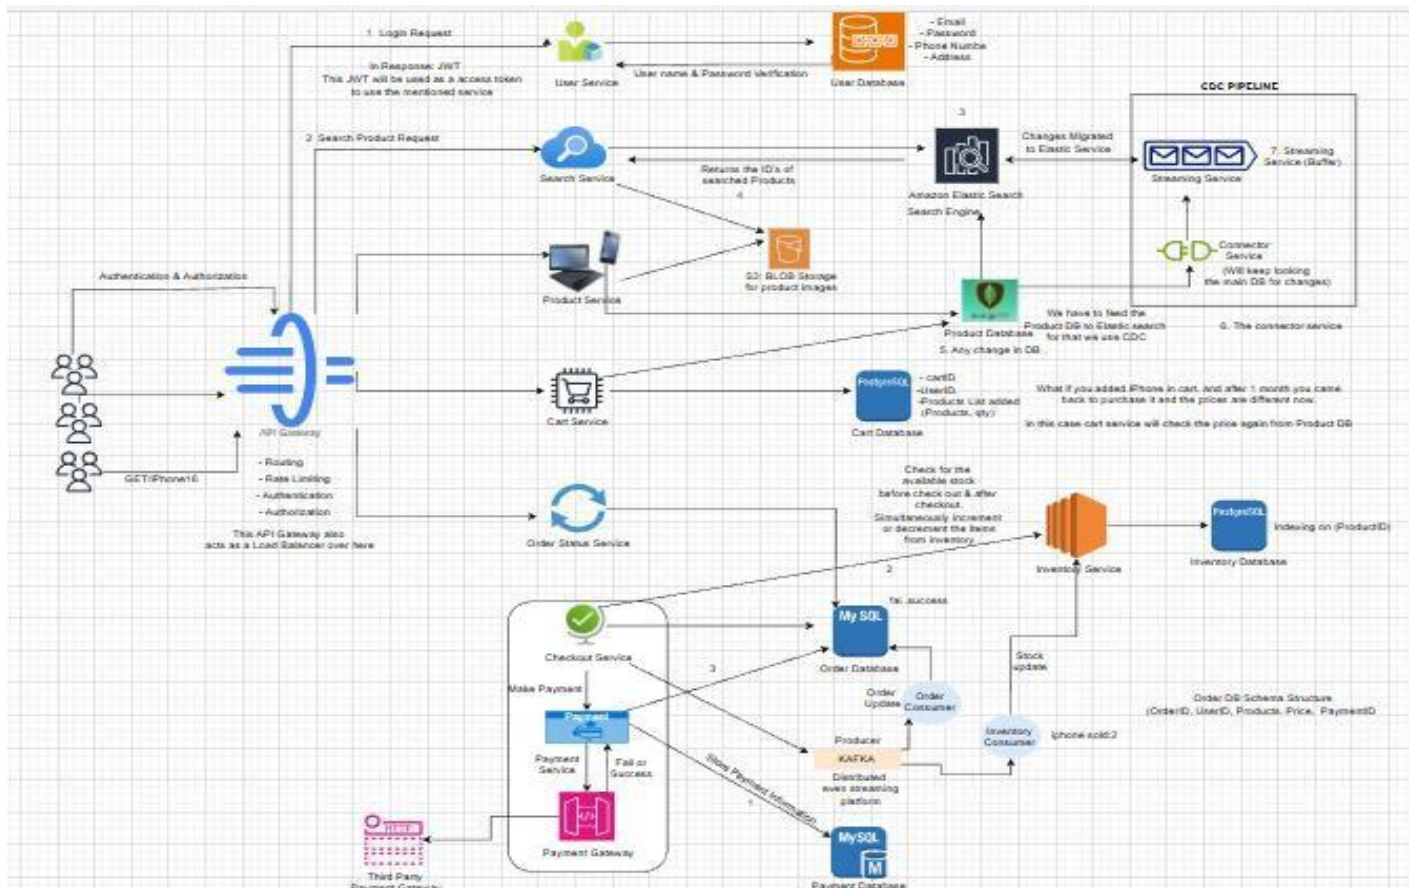 1. Login Request
In Response: JWT
This JWT will be used as a access token
to use the mentioned service
User Service
User name & Password Verification
- Email
- Password
- Phone Numbe
- Address
User Database
CDC PIPELINE
2 Search Product Request
Search Service
Returns the ID's of
searched Products
4
3
Amazon Elastic Search
Search Engine
Changes Migrated
to Elastic Service
7. Streaming
Service (Buffer)
Streaming Service
Connector
Service
(Will keep looking
the main DB for changes)
6. The connector service
Authentication & Authorization
Product Service
S3: BLOB Storage
for product images
Product Database
5. Any change in DB
We have to feed the
Product DB to Elastic search
for that we use CDC
API Gateway
- Routing
- Rate Limiting
- Authentication
- Authorization
This API Gateway also
acts as a Load Balancer over here
GET/iPhone16
Cart Service
PostgreSQL
Cart Database
- cartID
- UserID,
-Products List added
(Products, qty)
What if you added iPhone in cart, and after 1 month you came
back to purchase it and the prices are different now.
in this case cart service will check the price again from Product DB
Order Status Service
Check for the
available stock
before check out & after
checkout.
Simultaneously increment
or decrement the items
from inventory
2
Inventory Service
PostgreSQL
Inventory Database
Indexing on (ProductID)
Checkout Service
Make Payment
Payment
Payment
Service
Fail or
Success
Payment Gateway
HTTP
Third Party
Payment Gateway
success
My SQL
Order Database
3
Order
Update
Order
Consumer
Producer
KAFKA
Distributed
even streaming
platform
Stock
update
Inventory
Consumer
iphone sold:2
Order DB Schema Structure
(OrderID, UserID, Products, Price, PaymentID
Store Payment Information
1
MySQL
M
Payment Database